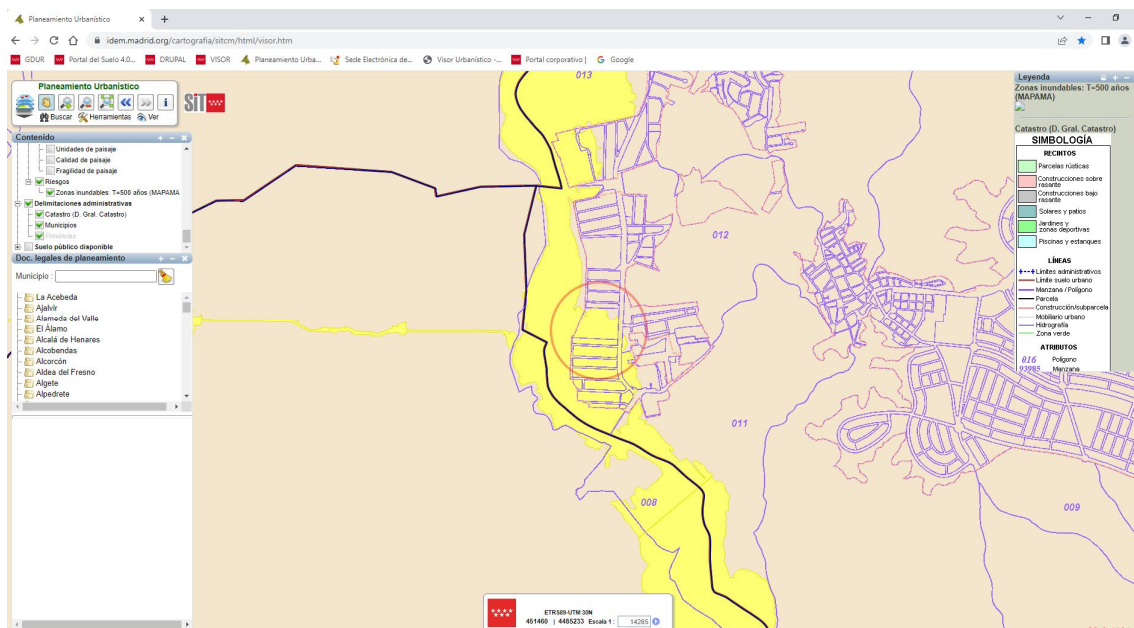 Planeamiento Urbanístico
idem.madrid.org/cartografia/sitcm/html/visor.htm
GDUR
Portal del Suelo 4.0...
DRUPAL
VISOR
Planeamiento Urba...
Sede Electrónica de...
Visor Urbanístico -...
Portal corporativo |
Google
Planeamiento Urbanístico
Buscar
Herramientas
Ver
SiT
Contenido
Unidades de paisaje
Calidad de paisaje
Fragilidad de paisaje
Riesgos
Zonas inundables: T=500 años (MAPAMA
Delimitaciones administrativas
Catastro (D. Gral. Catastro)
Municipios
Provincias
Suelo público disponible
Doc. legales de planeamiento
Municipio :
La Acebeda
Ajalvir
Alameda del Valle
El Álamo
Alcalá de Henares
Alcobendas
Alcorcón
Aldea del Fresno
Algete
Alpedrete
013
012
011
008
009
Leyenda
Zonas inundables: T=500 años
(MAPAMA)
Catastro (D. Gral. Catastro)
SIMBOLOGÍA
RECINTOS
Parcelas rústicas
Construcciones sobre
rasante
Construcciones bajo
rasante
Solares y patios
Jardines y
zonas deportivas
Piscinas y estanques
LÍNEAS
Límites administrativos
Límite suelo urbano
Manzana / Polígono
Parcela
Construcción/subparcela
Mobiliario urbano
Hidrografía
Zona verde
ATRIBUTOS
016 Polígono
93985 Manzana
ETRS89-UTM 30N
451460 | 4485233 Escala 1 : 14265